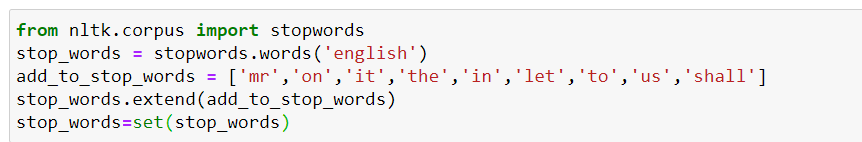 from nltk.corpus import stopwords
stop_words = stopwords.words('english')
add_to_stop_words = ['mr','on','it','the','in','let','to','us','shall']
stop_words.extend(add_to_stop_words)
stop_words=set(stop_words)